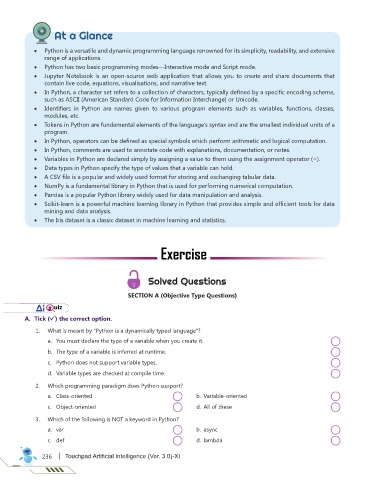 At a Glance
• Python is a versatile and dynamic programming language renowned for its simplicity, readability, and extensive
range of applications.
• Python has two basic programming modes—Interactive mode and Script mode.
• Jupyter Notebook is an open-source web application that allows you to create and share documents that
contain live code, equations, visualisations, and narrative text.
• In Python, a character set refers to a collection of characters, typically defined by a specific encoding scheme,
such as ASCII (American Standard Code for Information Interchange) or Unicode.
• Identifiers in Python are names given to various program elements such as variables, functions, classes,
modules, etc.
• Tokens in Python are fundamental elements of the language's syntax and are the smallest individual units of a
program.
• In Python, operators can be defined as special symbols which perform arithmetic and logical computation.
• In Python, comments are used to annotate code with explanations, documentation, or notes.
• Variables in Python are declared simply by assigning a value to them using the assignment operator (=).
• Data types in Python specify the type of values that a variable can hold.
• A CSV file is a popular and widely used format for storing and exchanging tabular data.
• NumPy is a fundamental library in Python that is used for performing numerical computation.
• Pandas is a popular Python library widely used for data manipulation and analysis.
• Scikit-learn is a powerful machine learning library in Python that provides simple and efficient tools for data
mining and data analysis.
• The Iris dataset is a classic dataset in machine learning and statistics.
Exercise
Solved Questions
SECTION A (Objective Type Questions)
Ai Quiz
A. Tick (✓) the correct option.
1. What is meant by "Python is a dynamically typed language"?
a. You must declare the type of a variable when you create it.
b. The type of a variable is inferred at runtime.
c. Python does not support variable types.
d. Variable types are checked at compile time.
2. Which programming paradigm does Python support?
a. Class-oriented b. Variable-oriented
c. Object-oriented d. All of these
3. Which of the following is NOT a keyword in Python?
a. var b. async
c. def d. lambda
236 | Touchpad Artificial Intelligence (Ver. 3.0)-XI